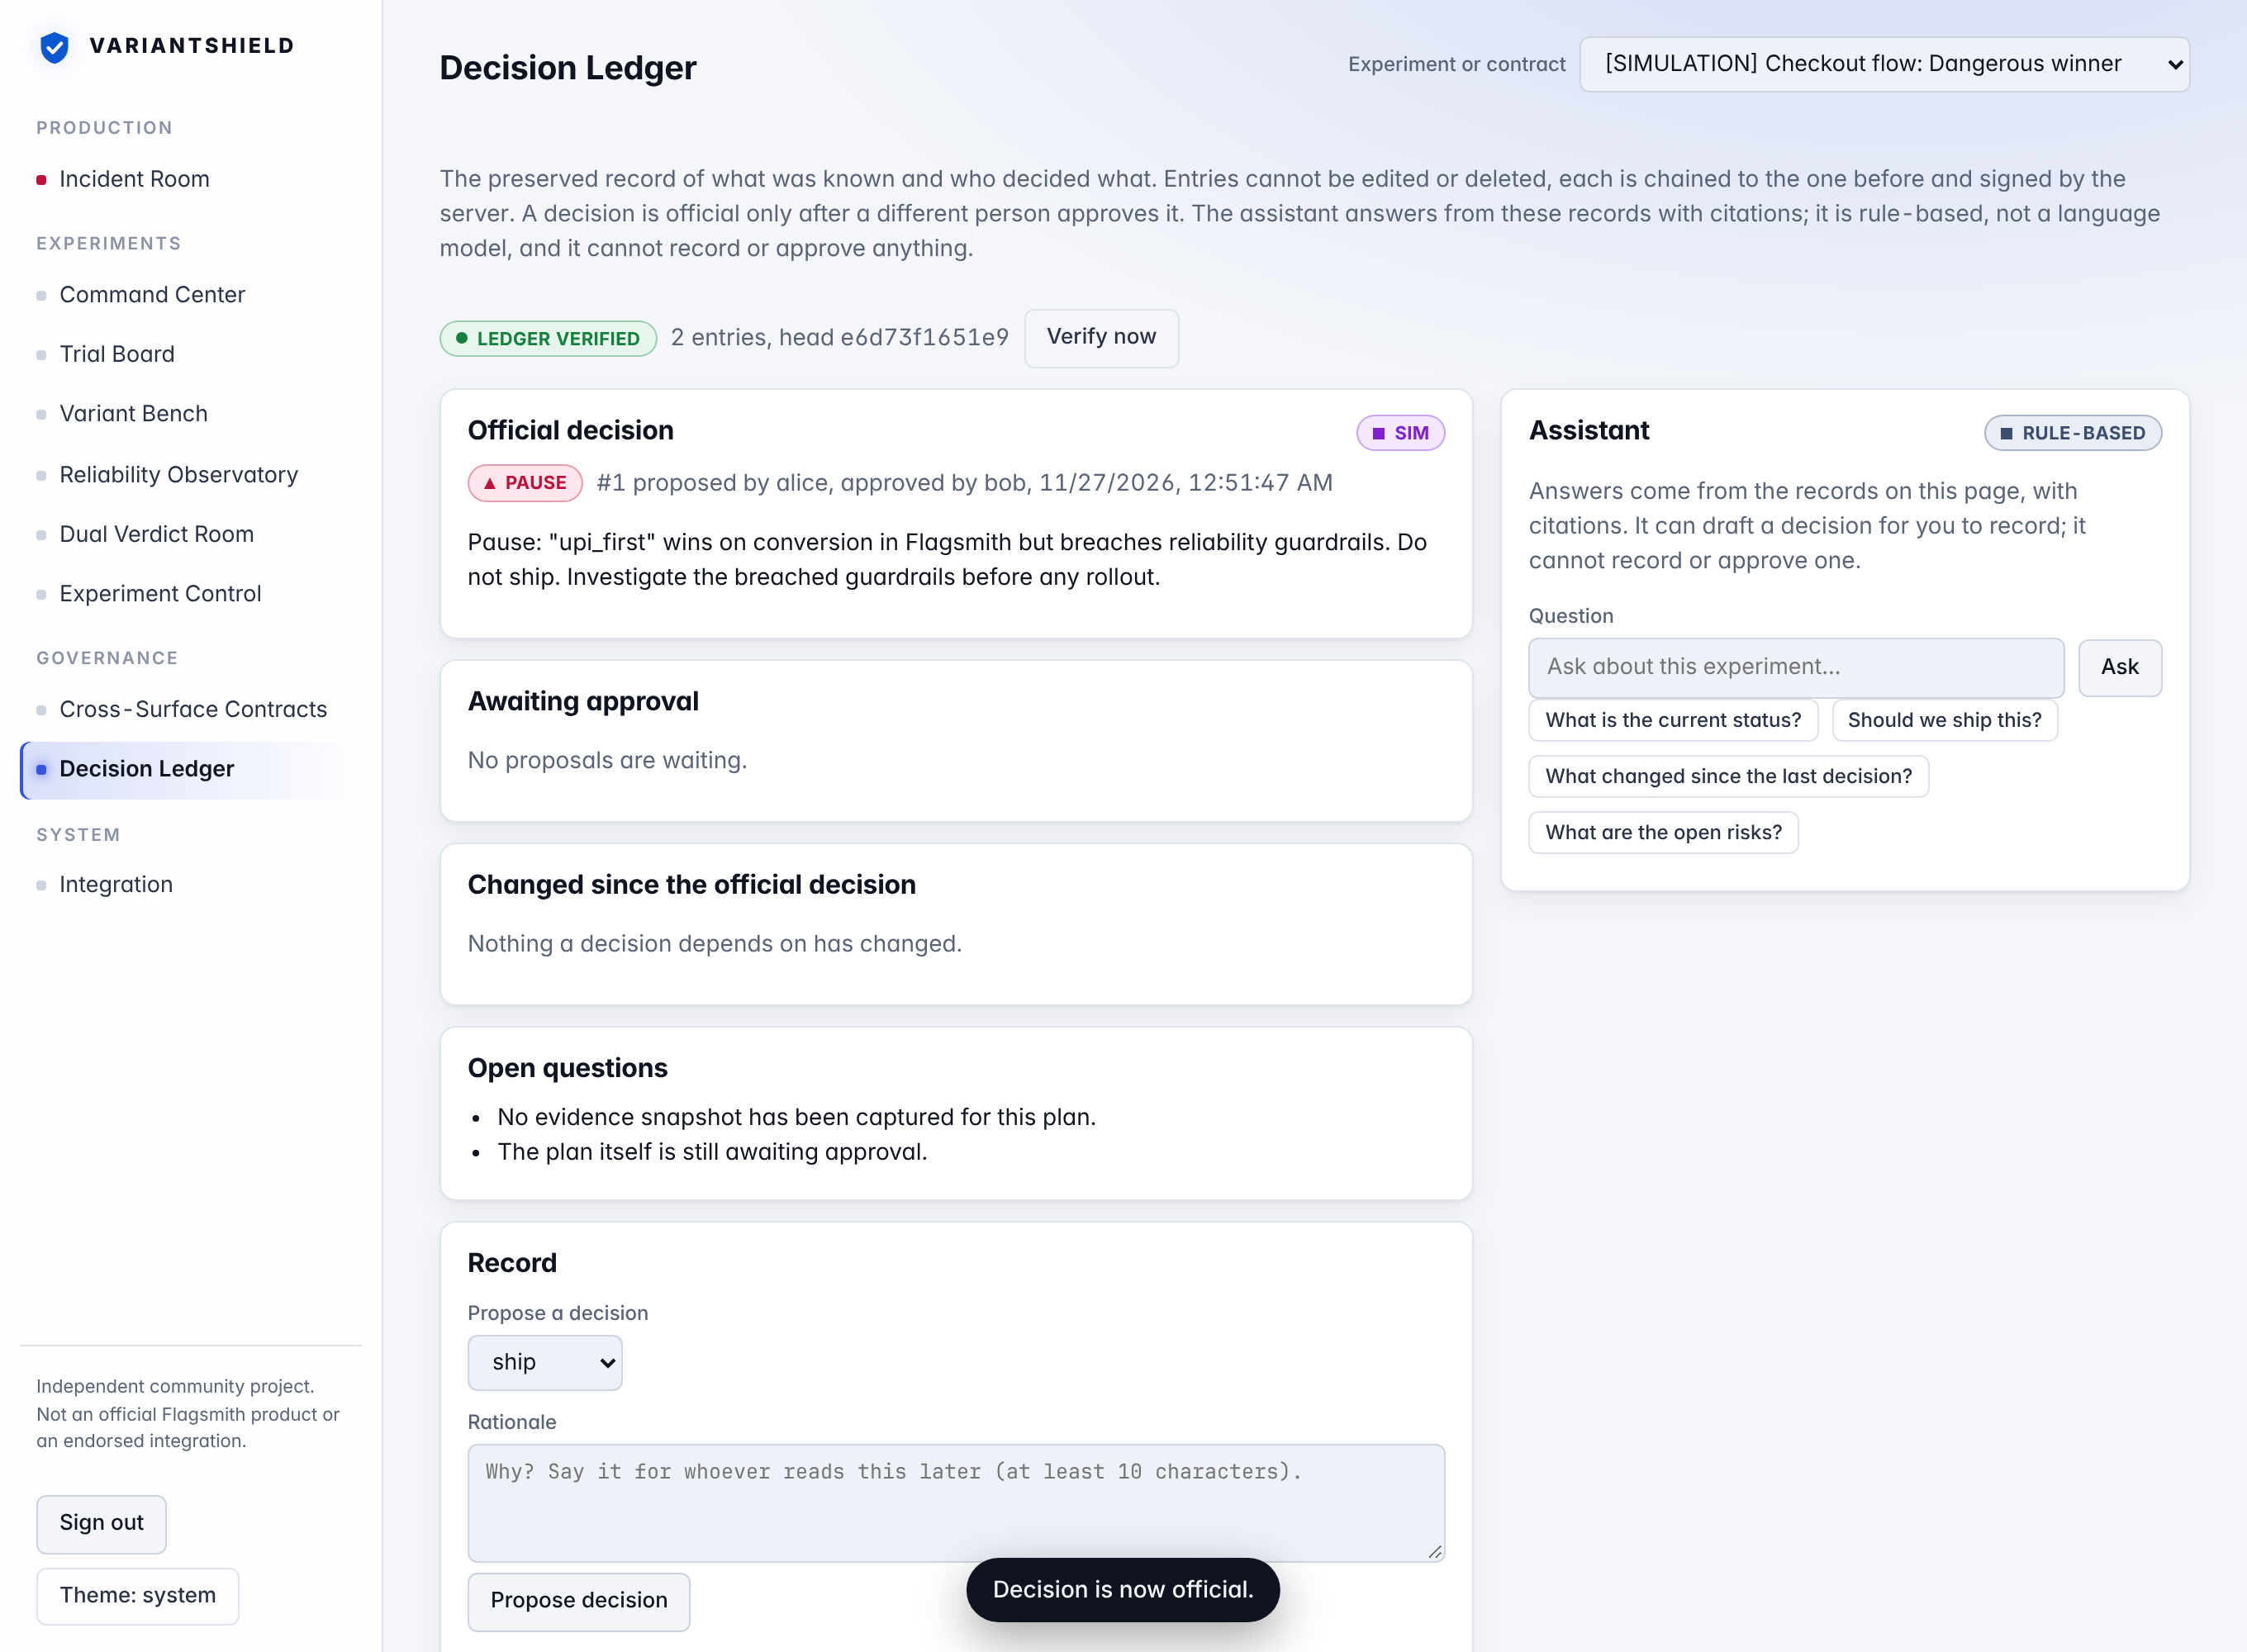 VARIANTSHIELD
PRODUCTION
Incident Room
EXPERIMENTS
Command Center
Trial Board
Variant Bench
Reliability Observatory
Dual Verdict Room
Experiment Control
GOVERNANCE
Cross-Surface Contracts
Decision Ledger
SYSTEM
Integration
Independent community project.
Not an official Flagsmith product or
an endorsed integration.
Sign out
Theme: system
Decision Ledger
Experiment or contract
[SIMULATION] Checkout flow: Dangerous winner
The preserved record of what was known and who decided what. Entries cannot be edited or deleted, each is chained to the one before and signed by the
server. A decision is official only after a different person approves it. The assistant answers from these records with citations; it is rule-based, not a language
model, and it cannot record or approve anything.
LEDGER VERIFIED
2 entries, head e6d73f1651e9
Verify now
Official decision
SIM
PAUSE
#1 proposed by alice, approved by bob, 11/27/2026, 12:51:47 AM
Pause: "upi_first" wins on conversion in Flagsmith but breaches reliability guardrails. Do
not ship. Investigate the breached guardrails before any rollout.
Awaiting approval
No proposals are waiting.
Changed since the official decision
Nothing a decision depends on has changed.
Open questions
• No evidence snapshot has been captured for this plan.
• The plan itself is still awaiting approval.
Record
Propose a decision
ship
Rationale
Why? Say it for whoever reads this later (at least 10 characters).
Propose decision
Decision is now official.
Assistant
RULE-BASED
Answers come from the records on this page, with
citations. It can draft a decision for you to record; it
cannot record or approve one.
Question
Ask about this experiment...
Ask
What is the current status?
Should we ship this?
What changed since the last decision?
What are the open risks?